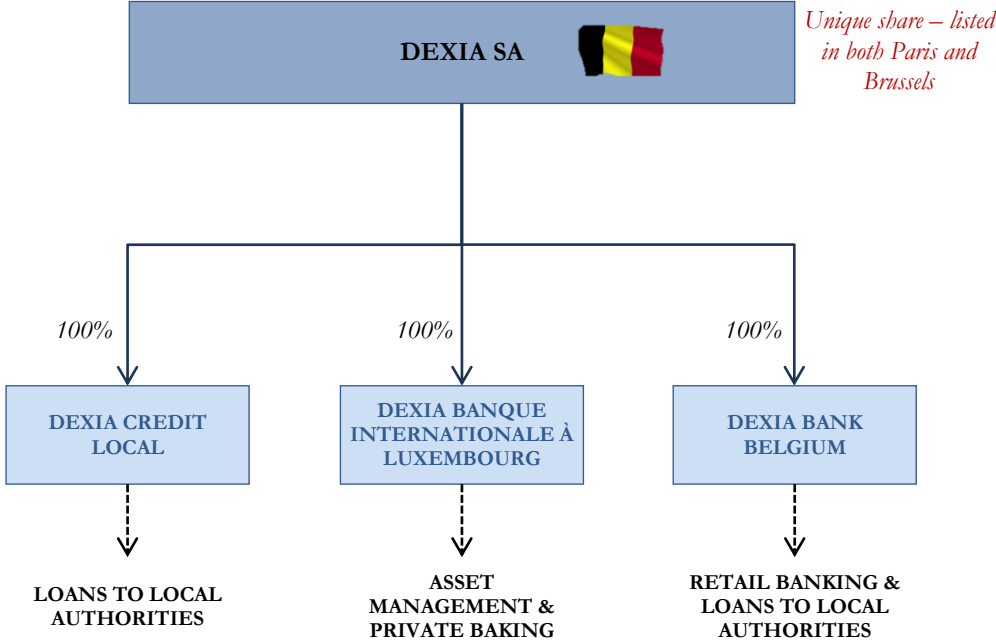 DEXIA SA
Unique share – listed
in both Paris and
Brussels
100%
100%
100%
DEXIA CREDIT
LOCAL
DEXIA BANQUE
INTERNATIONALE À
LUXEMBOURG
DEXIA BANK
BELGIUM
LOANS TO LOCAL
AUTHORITIES
ASSET
MANAGEMENT &
PRIVATE BAKING
RETAIL BANKING &
LOANS TO LOCAL
AUTHORITIES